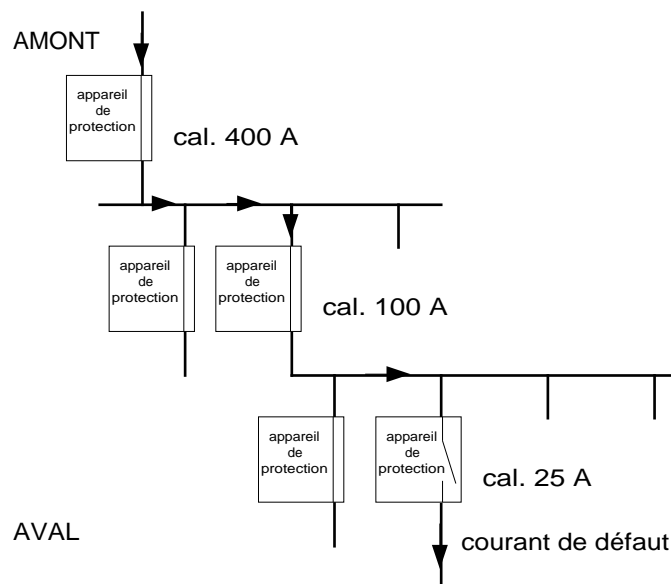 AMONT
appareil
de
protection
cal. 400 A
appareil
de
protection
appareil
de
protection
cal. 100 A
appareil
de
protection
appareil
de
protection
cal. 25 A
AVAL
courant de défaut